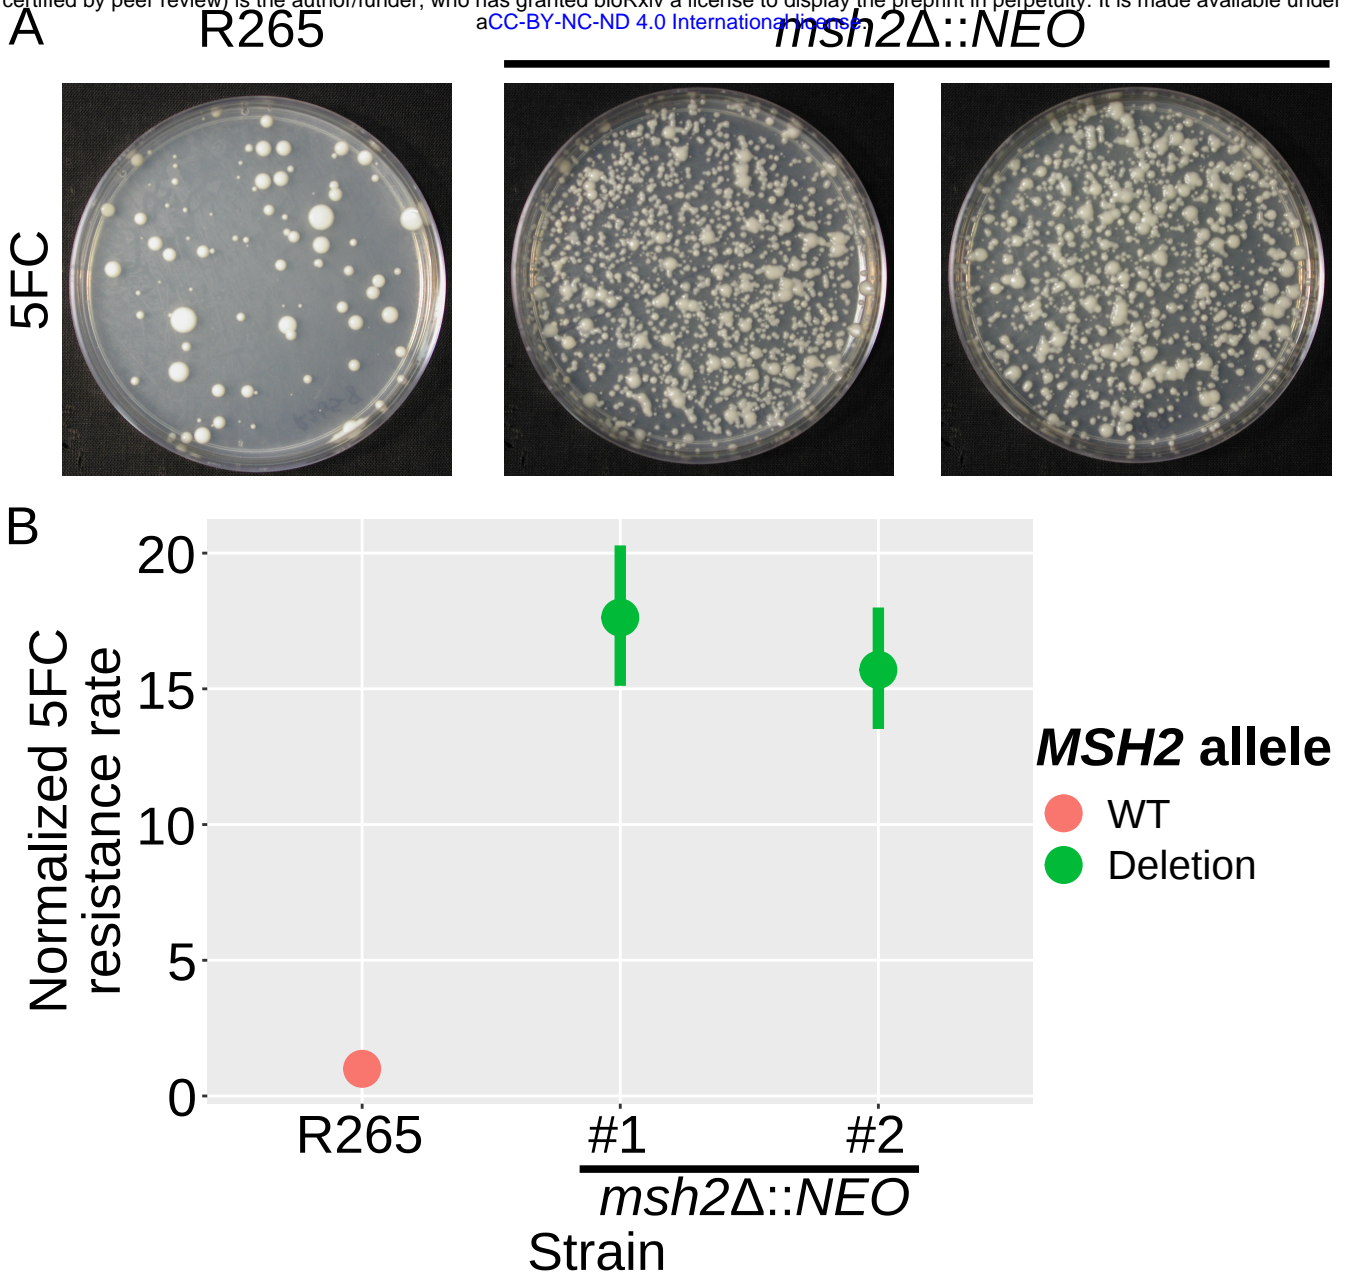 certified by peer review) is the author/funder, who has granted bioRxiv a license to display the preprint in perpetuity. It is made available under
aCC-BY-NC-ND 4.0 International license.
A
R265
msh2Δ::NEO
5FC
B
Normalized 5FC
resistance rate
20
15
10
5
0
R265
#1
#2
msh2Δ::NEO
Strain
MSH2 allele
WT
Deletion